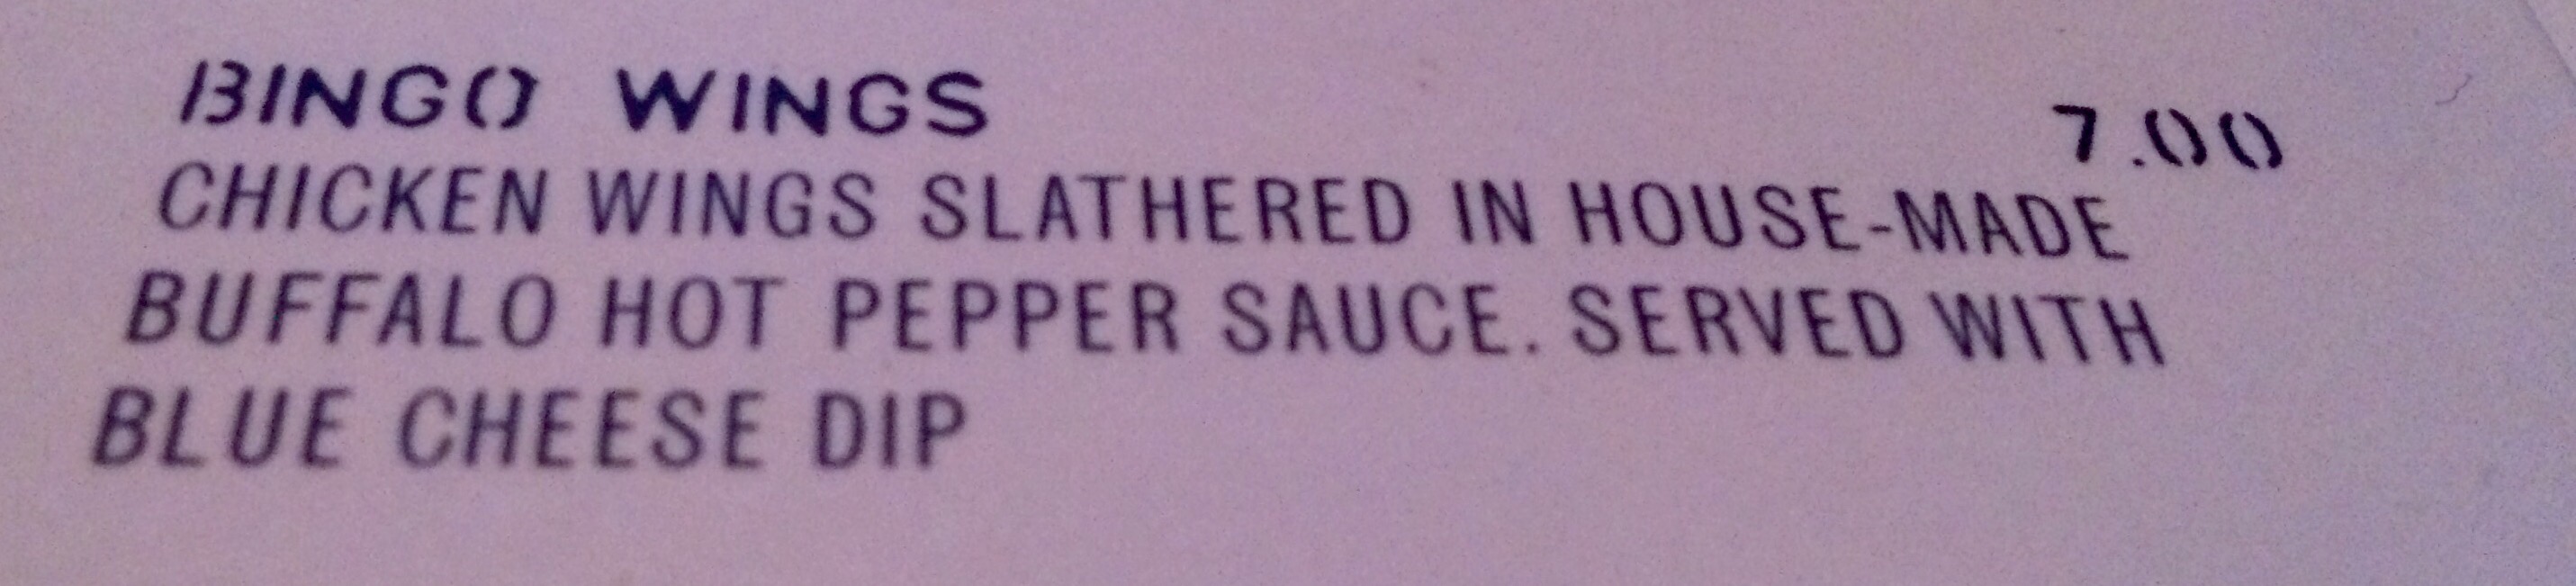 BINGO WINGS 7.00
CHICKEN WINGS SLATHERED IN HOUSE-MADE
BUFFALO HOT PEPPER SAUCE. SERVED WITH
BLUE CHEESE DIP